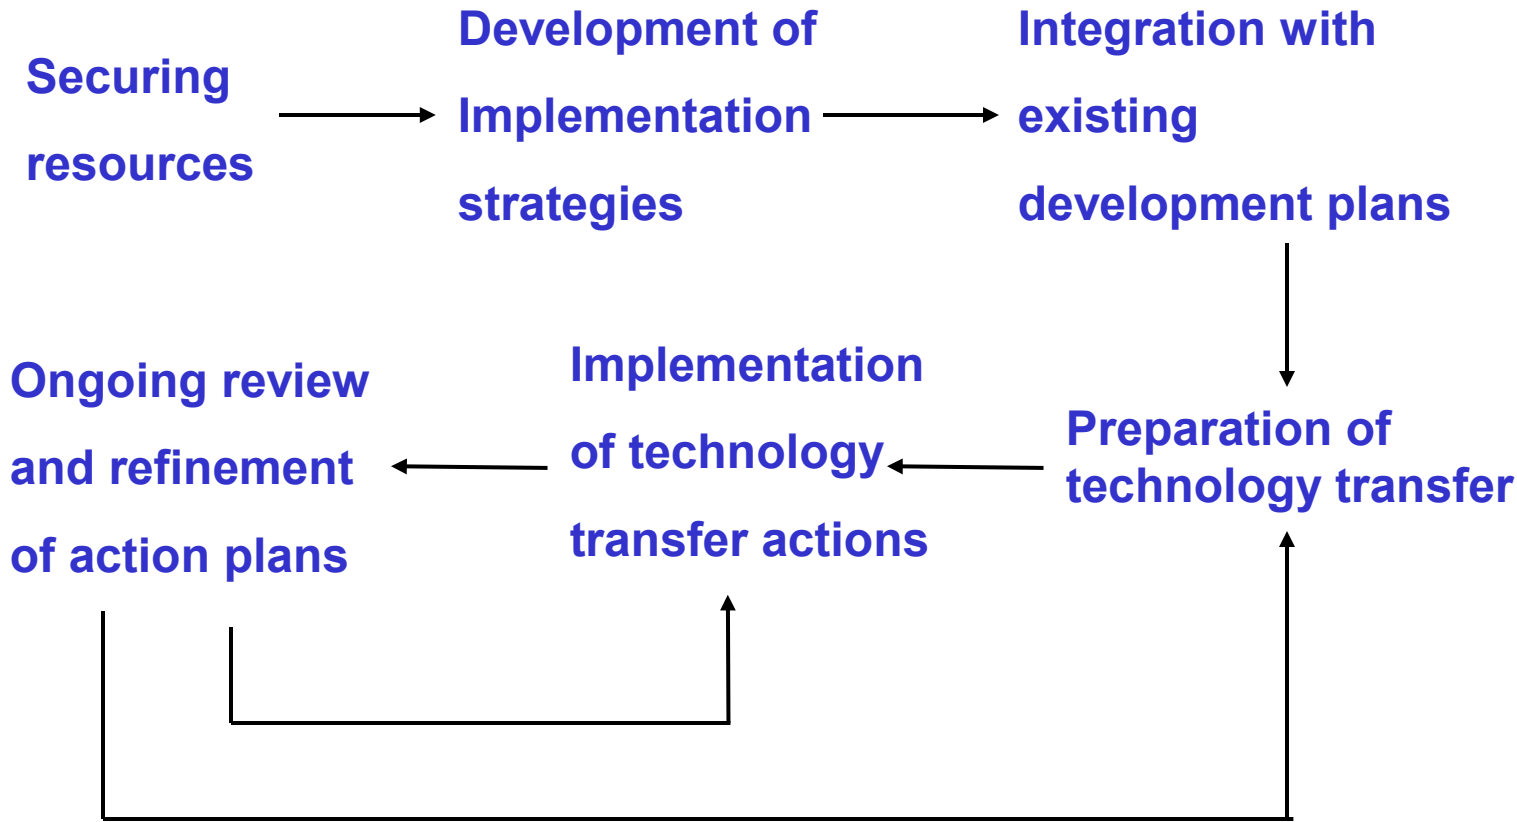 Securing
resources
Development of
Implementation
strategies
Integration with
existing
development plans
Ongoing review
and refinement
of action plans
Implementation
of technology
transfer actions
Preparation of
technology transfer